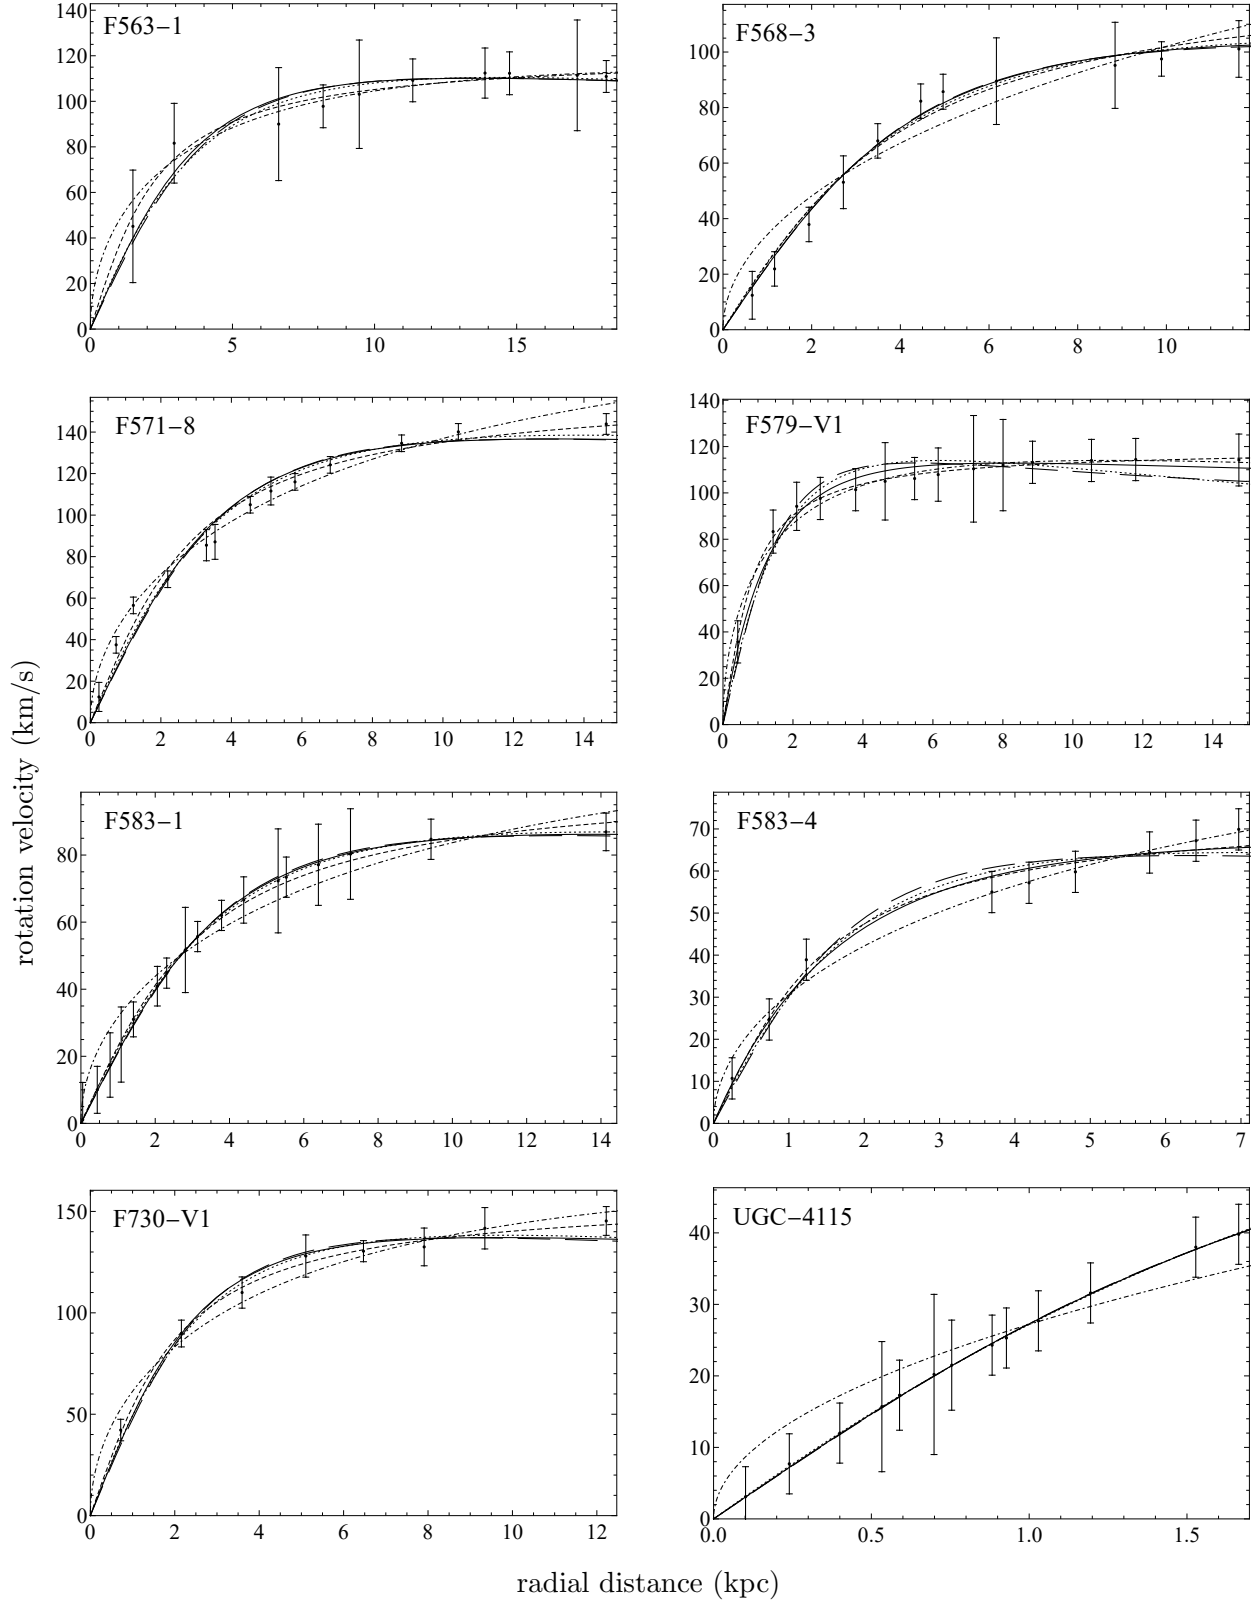 F563−1
140
120
100
80
60
40
20
0
0 5 10 15
F568−3
100
80
60
40
20
0
0 2 4 6 8 10
F571−8
140
120
100
80
60
40
20
0
0 2 4 6 8 10 12 14
F579−V1
140
120
100
80
60
40
20
0
0 2 4 6 8 10 12 14
rotation velocity (km/s)
F583−1
80
60
40
20
0
0 2 4 6 8 10 12 14
F583−4
70
60
50
40
30
20
10
0
0 1 2 3 4 5 6 7
F730−V1
150
100
50
0
0 2 4 6 8 10 12
UGC−4115
40
30
20
10
0
0.0 0.5 1.0 1.5
radial distance (kpc)